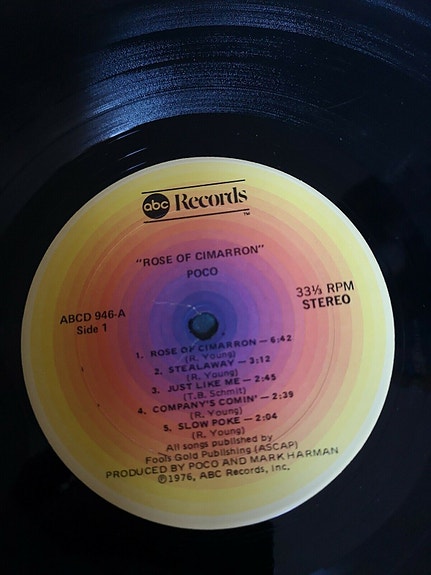 abc Records™
"ROSE OF CIMARRON"
POCO
ABCD 946-A
Side 1
33⅓ RPM
STEREO
1. ROSE OF CIMARRON — 6:42
(R. Young)
2. STEALAWAY — 3:12
(R. Young)
3. JUST LIKE ME — 2:45
(T.B. Schmit)
4. COMPANY'S COMIN' — 2:39
(R. Young)
5. SLOW POKE — 2:04
(R. Young)
All songs published by
Fool's Gold Publishing (ASCAP)
PRODUCED BY POCO AND MARK HARMAN
℗1976, ABC Records, Inc.